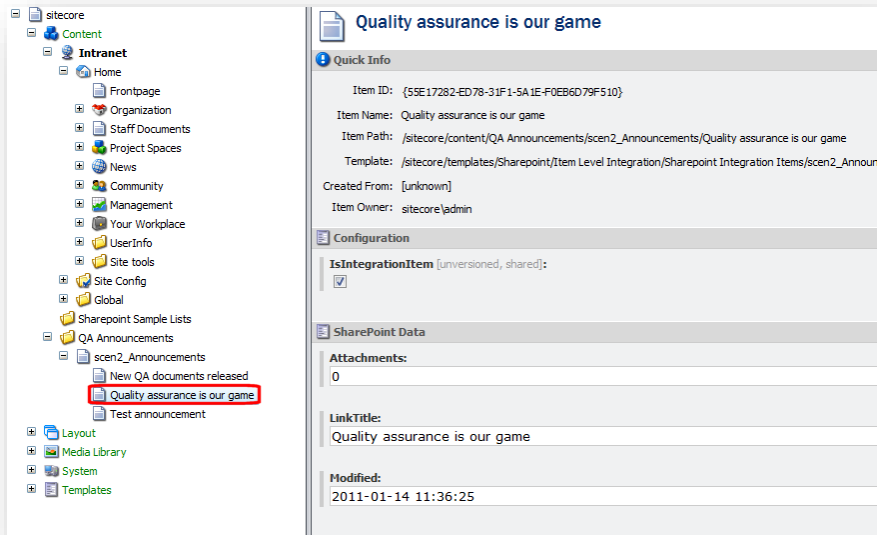 sitecore
Content
Intranet
Home
Frontpage
Organization
Staff Documents
Project Spaces
News
Community
Management
Your Workplace
UserInfo
Site tools
Site Config
Global
Sharepoint Sample Lists
QA Announcements
scen2_Announcements
New QA documents released
Quality assurance is our game
Test announcement
Layout
Media Library
System
Templates
Quality assurance is our game
Quick Info
Item ID: {55E17282-ED78-31F1-5A1E-F0EB6D79F510}
Item Name: Quality assurance is our game
Item Path: /sitecore/content/QA Announcements/scen2_Announcements/Quality assurance is our game
Template: /sitecore/templates/Sharepoint/Item Level Integration/Sharepoint Integration Items/scen2_Announ
Created From: [unknown]
Item Owner: sitecore\admin
Configuration
IsIntegrationItem [unversioned, shared]:
SharePoint Data
Attachments:
0
LinkTitle:
Quality assurance is our game
Modified:
2011-01-14 11:36:25